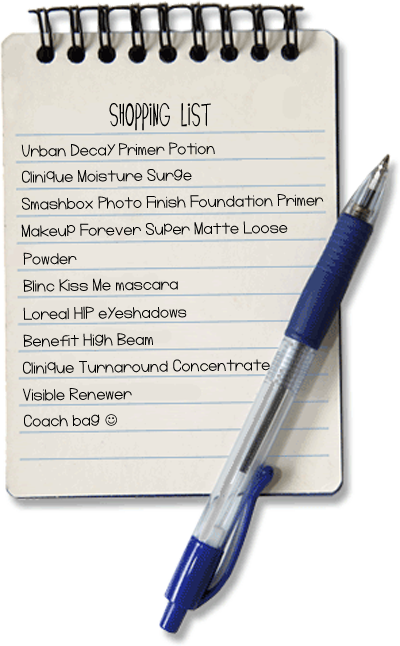 SHOPPING LIST
Urban Decay Primer Potion
Clinique Moisture Surge
Smashbox Photo Finish Foundation Primer
Makeup Forever Super Matte Loose
Powder
Blinc Kiss Me mascara
Loreal HIP eyeshadows
Benefit High Beam
Clinique Turnaround Concentrate
Visible Renewer
Coach bag ☺